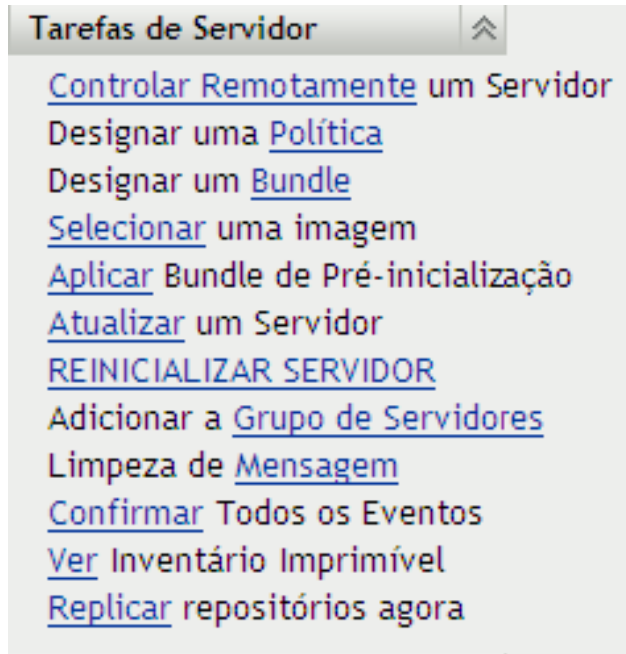 Tarefas de Servidor
Controlar Remotamente um Servidor
Designar uma Política
Designar um Bundle
Selecionar uma imagem
Aplicar Bundle de Pré-inicialização
Atualizar um Servidor
REINICIALIZAR SERVIDOR
Adicionar a Grupo de Servidores
Limpeza de Mensagem
Confirmar Todos os Eventos
Ver Inventário Imprimível
Replicar repositórios agora